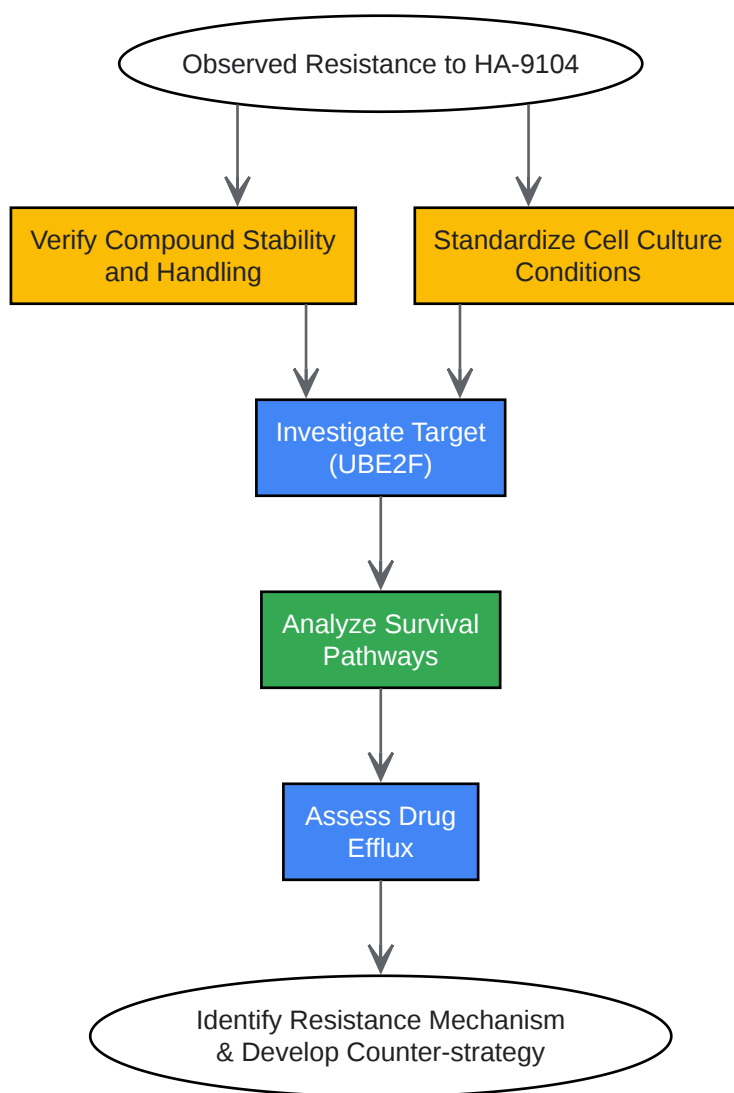 Observed Resistance to HA-9104
Verify Compound Stability
and Handling
Standardize Cell Culture
Conditions
Investigate Target
(UBE2F)
Analyze Survival
Pathways
Assess Drug
Efflux
Identify Resistance Mechanism
& Develop Counter-strategy